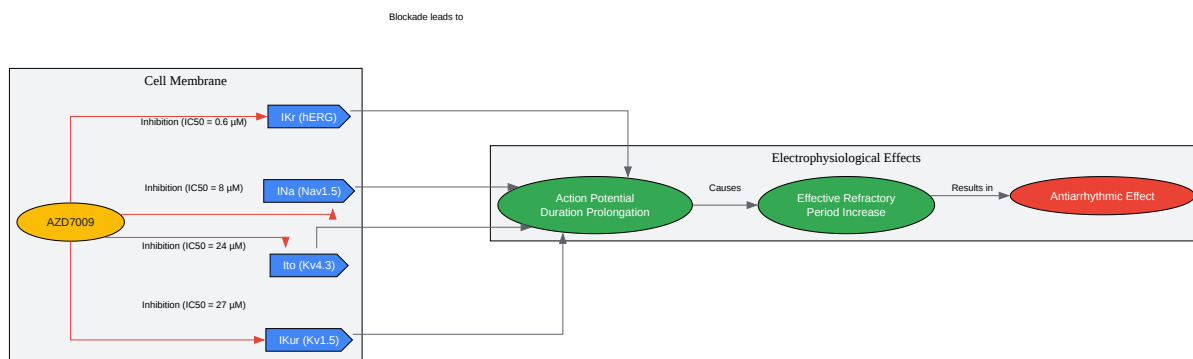 Blockade leads to
Cell Membrane
IKr (hERG)
Inhibition (IC50 = 0.6 µM)
Electrophysiological Effects
Inhibition (IC50 = 8 µM)
INa (Nav1.5)
Action Potential
Duration Prolongation
Causes
Effective Refractory
Period Increase
Results in
Antiarrhythmic Effect
AZD7009
Inhibition (IC50 = 24 µM)
Ito (Kv4.3)
Inhibition (IC50 = 27 µM)
IKur (Kv1.5)